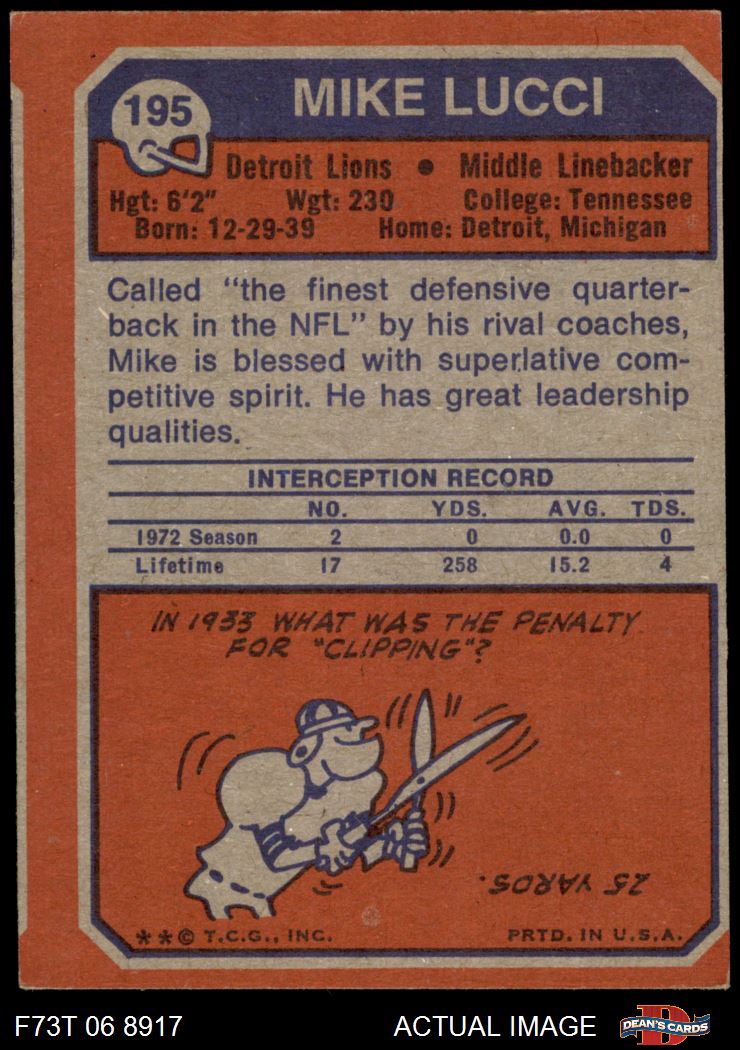 195
MIKE LUCCI
Detroit Lions • Middle Linebacker
Hgt: 6'2" Wgt: 230 College: Tennessee
Born: 12-29-39 Home: Detroit, Michigan
Called "the finest defensive quarter-
back in the NFL" by his rival coaches,
Mike is blessed with superlative com-
petitive spirit. He has great leadership
qualities.
INTERCEPTION RECORD
NO. YDS. AVG. TDS.
1972 Season 2 0 0.0 0
Lifetime 17 258 15.2 4
IN 1933 WHAT WAS THE PENALTY
FOR "CLIPPING"?
25 YARDS.
**© T.C.G., INC. PRTD. IN U.S.A.
F73T 06 8917 ACTUAL IMAGE
D
DEAN'S CARDS